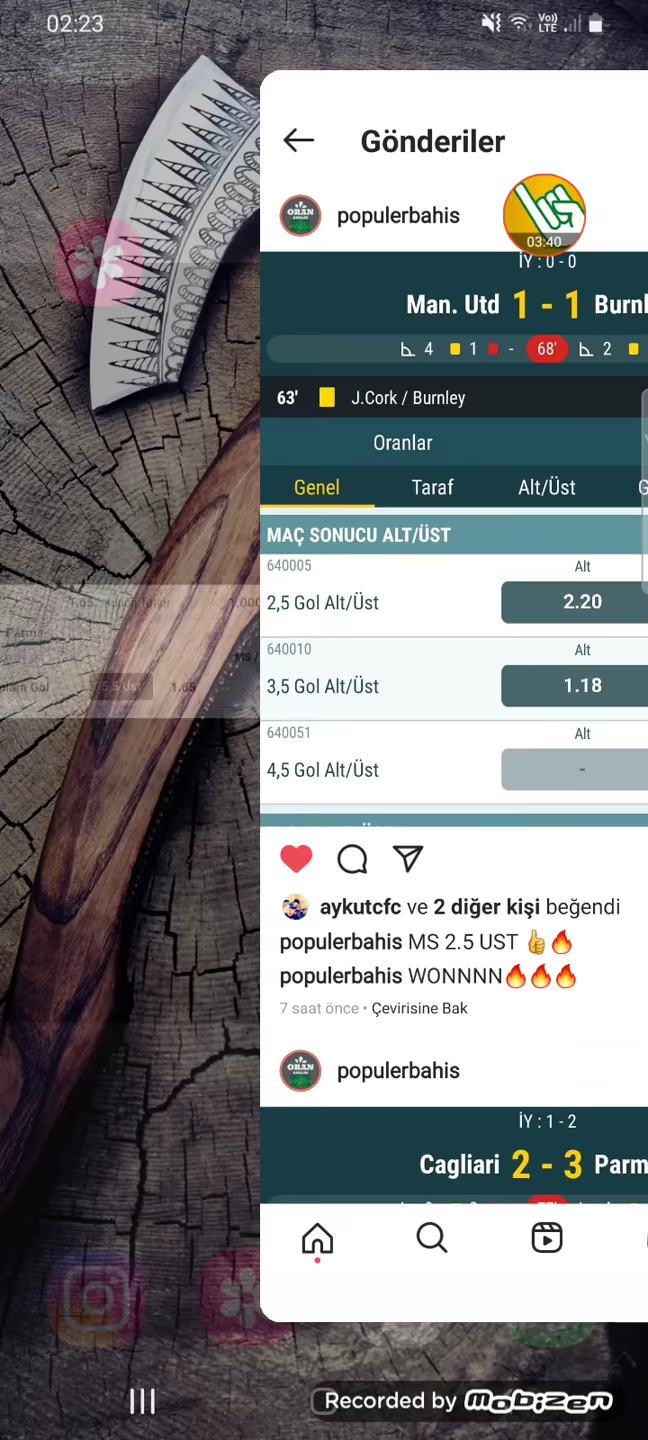 02:23
Vo))
LTE
Gönderiler
ORAN
populerbahis
03:40
İY : 0 - 0
Man. Utd 1 - 1 Burnl
4 1 - 68' 2
63' J.Cork / Burnley
Oranlar
Genel Taraf Alt/Üst G
MAÇ SONUCU ALT/ÜST
640005 Alt
2,5 Gol Alt/Üst 2.20
640010 Alt
3,5 Gol Alt/Üst 1.18
640051 Alt
4,5 Gol Alt/Üst -
aykutcfc ve 2 diğer kişi beğendi
populerbahis MS 2.5 UST 👍🔥
populerbahis WONNNN🔥🔥🔥
7 saat önce • Çevirisine Bak
ORAN
populerbahis
İY : 1 - 2
Cagliari 2 - 3 Parm
Recorded by mobizen